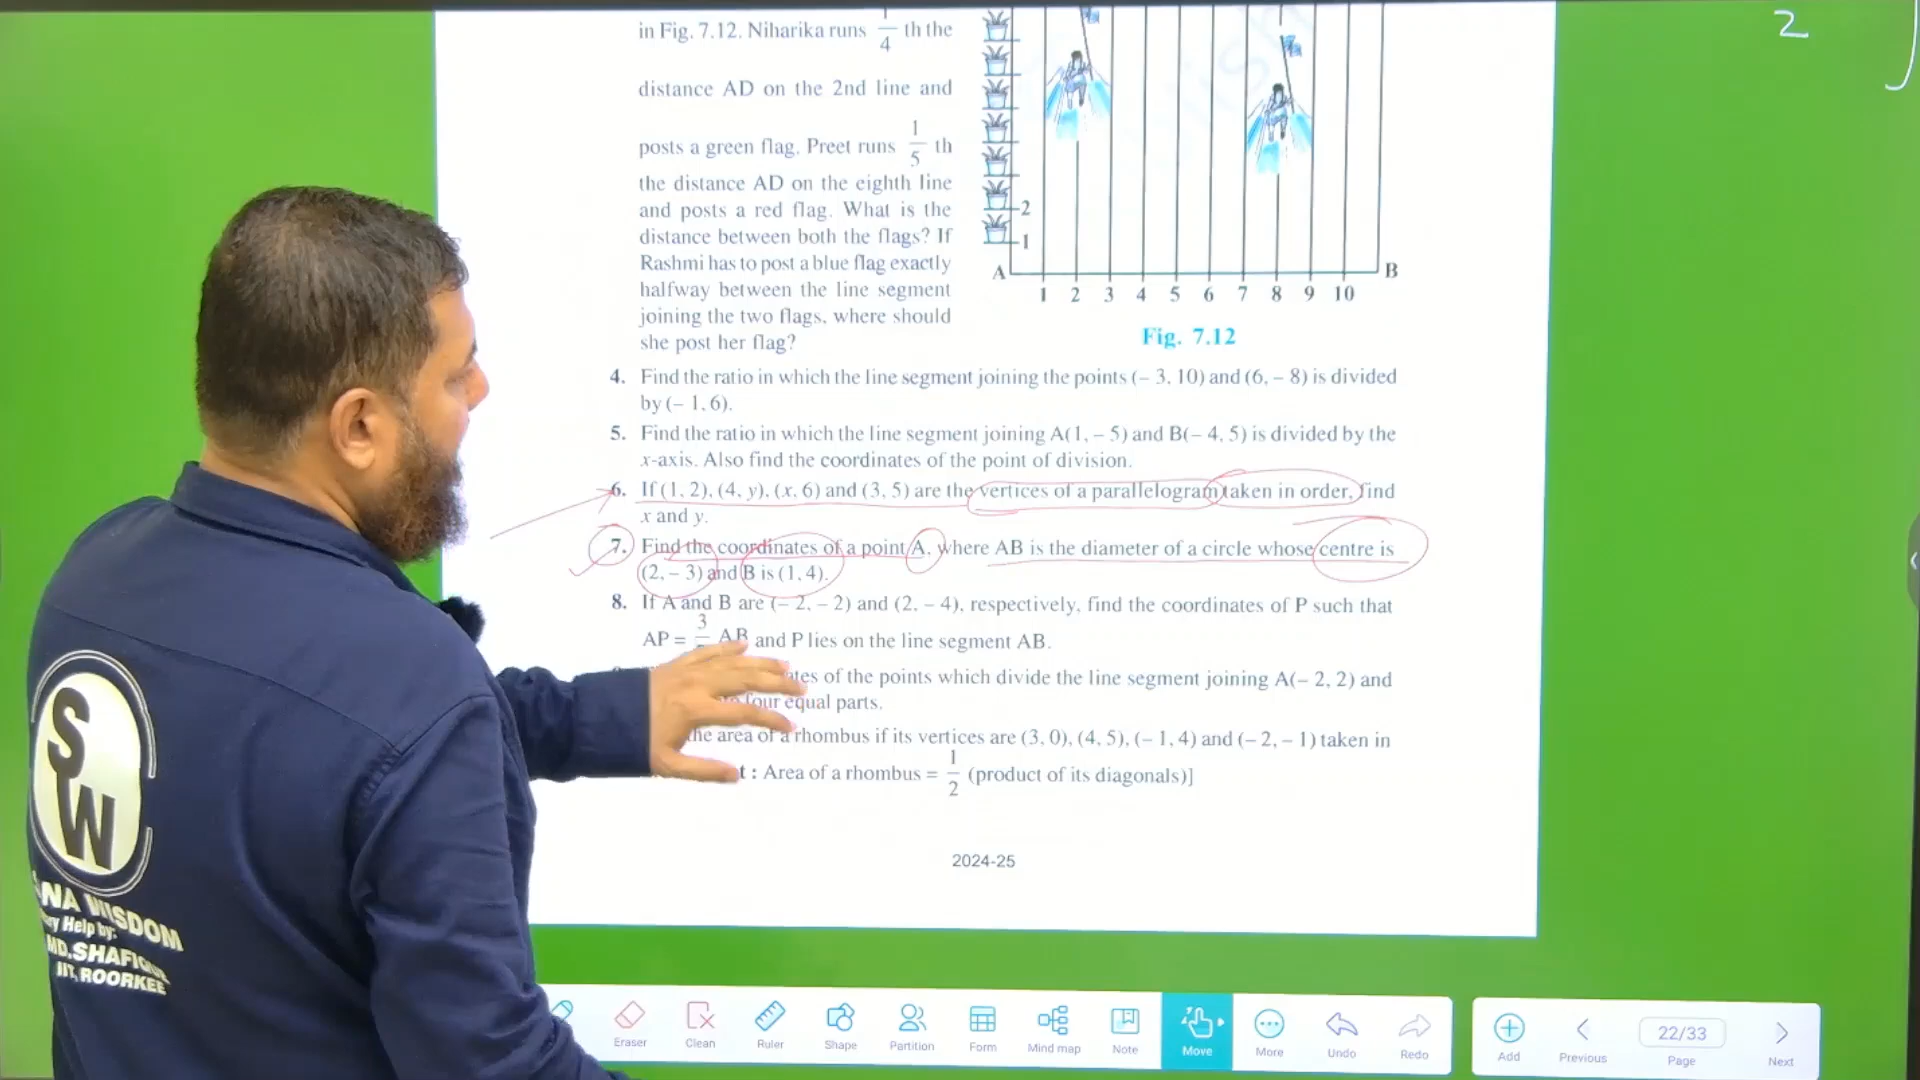 2
in Fig. 7.12. Niharika runs 1/4 th the
distance AD on the 2nd line and
posts a green flag. Preet runs 1/5 th
the distance AD on the eighth line
and posts a red flag. What is the
distance between both the flags? If
Rashmi has to post a blue flag exactly
halfway between the line segment
joining the two flags, where should
she post her flag?
2
1
A B
1 2 3 4 5 6 7 8 9 10
Fig. 7.12
4. Find the ratio in which the line segment joining the points (– 3, 10) and (6, – 8) is divided
by (– 1, 6).
5. Find the ratio in which the line segment joining A(1, – 5) and B(– 4, 5) is divided by the
x-axis. Also find the coordinates of the point of division.
6. If (1, 2), (4, y), (x, 6) and (3, 5) are the vertices of a parallelogram taken in order, find
x and y.
7. Find the coordinates of a point A, where AB is the diameter of a circle whose centre is
(2, – 3) and B is (1, 4).
8. If A and B are (– 2, – 2) and (2, – 4), respectively, find the coordinates of P such that
AP = 3 AB and P lies on the line segment AB.
of the points which divide the line segment joining A(– 2, 2) and
four equal parts.
the area of a rhombus if its vertices are (3, 0), (4, 5), (– 1, 4) and (– 2, – 1) taken in
: Area of a rhombus = 1/2 (product of its diagonals)]
2024-25
SW
WISDOM
Help by:
MD.SHAFIQUE
IIT, ROORKEE
Eraser Clean Ruler Shape Partition Form Mind map Note Move More Undo Redo
Add Previous 22/33 Page Next